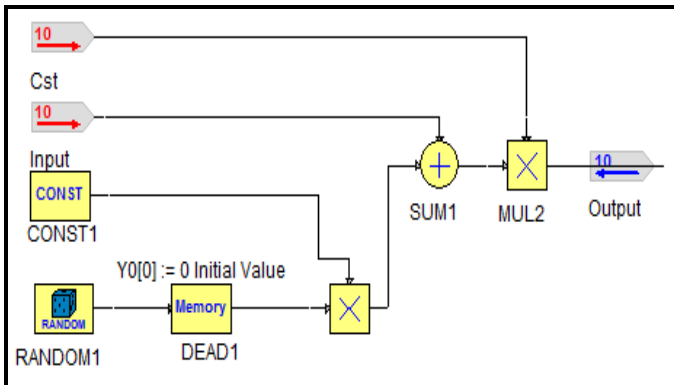 10
Cst
10
Input
CONST
CONST1
SUM1
MUL2
10
Output
Y0[0] := 0 Initial Value
RANDOM
RANDOM1
Memory
DEAD1